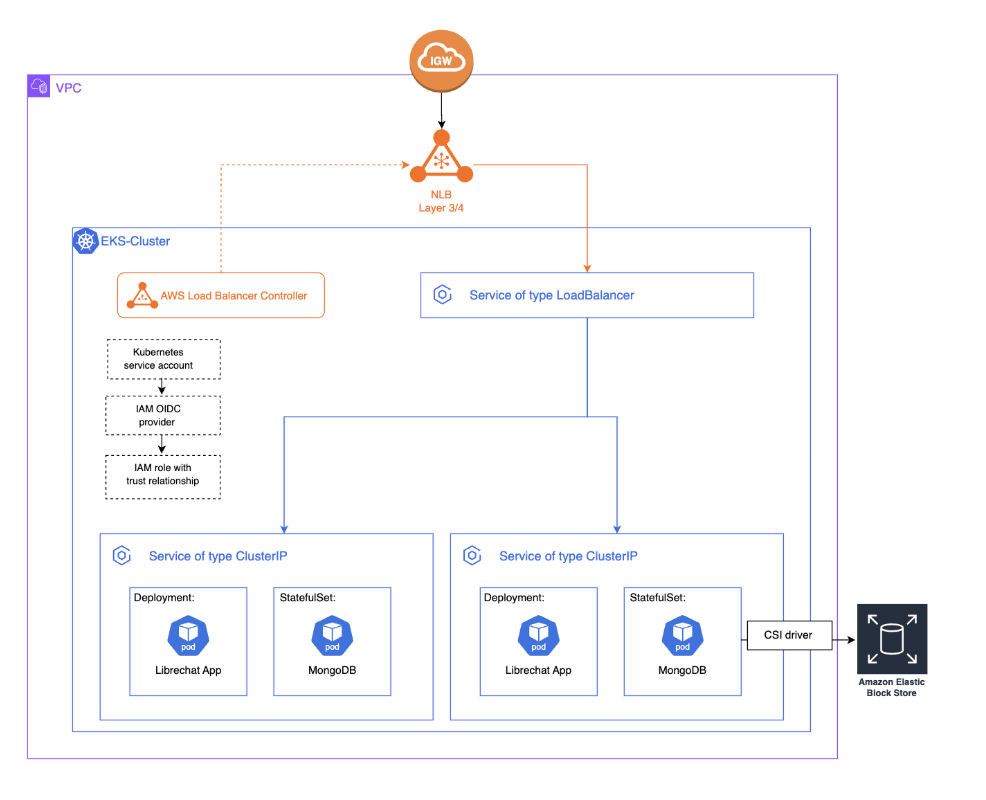 IGW
VPC
NLB
Layer 3/4
EKS-Cluster
AWS Load Balancer Controller
Service of type LoadBalancer
Kubernetes
service account
IAM OIDC
provider
IAM role with
trust relationship
Service of type ClusterIP
Deployment:
pod
Librechat App
StatefulSet:
pod
MongoDB
Service of type ClusterIP
Deployment:
pod
Librechat App
StatefulSet:
pod
MongoDB
CSI driver
Amazon Elastic
Block Store